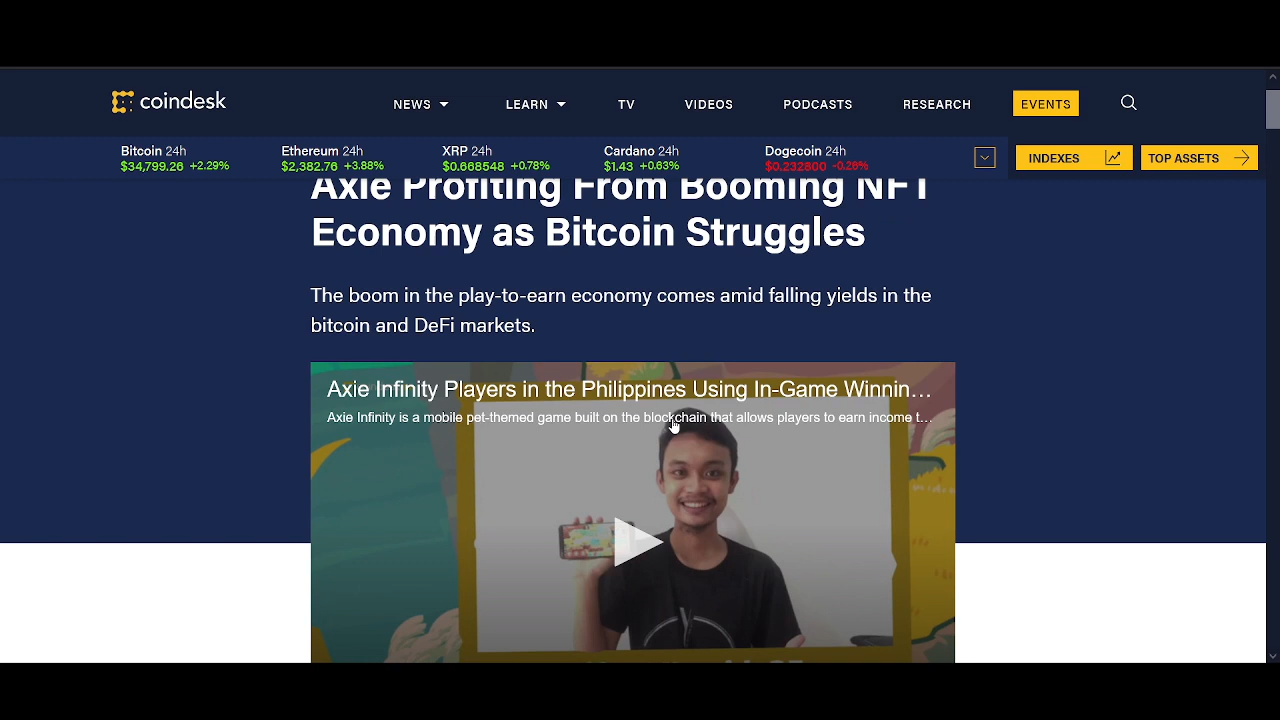 coindesk
NEWS LEARN TV VIDEOS PODCASTS RESEARCH EVENTS
Bitcoin 24h Ethereum 24h XRP 24h Cardano 24h Dogecoin 24h
$34,799.26 +2.29% $2,382.76 +3.88% $0.668548 +0.78% $1.43 +0.63% $0.232800 -0.26%
INDEXES TOP ASSETS
Axie Profiting From Booming NFT
Economy as Bitcoin Struggles
The boom in the play-to-earn economy comes amid falling yields in the
bitcoin and DeFi markets.
Axie Infinity Players in the Philippines Using In-Game Winnin...
Axie Infinity is a mobile pet-themed game built on the blockchain that allows players to earn income t...